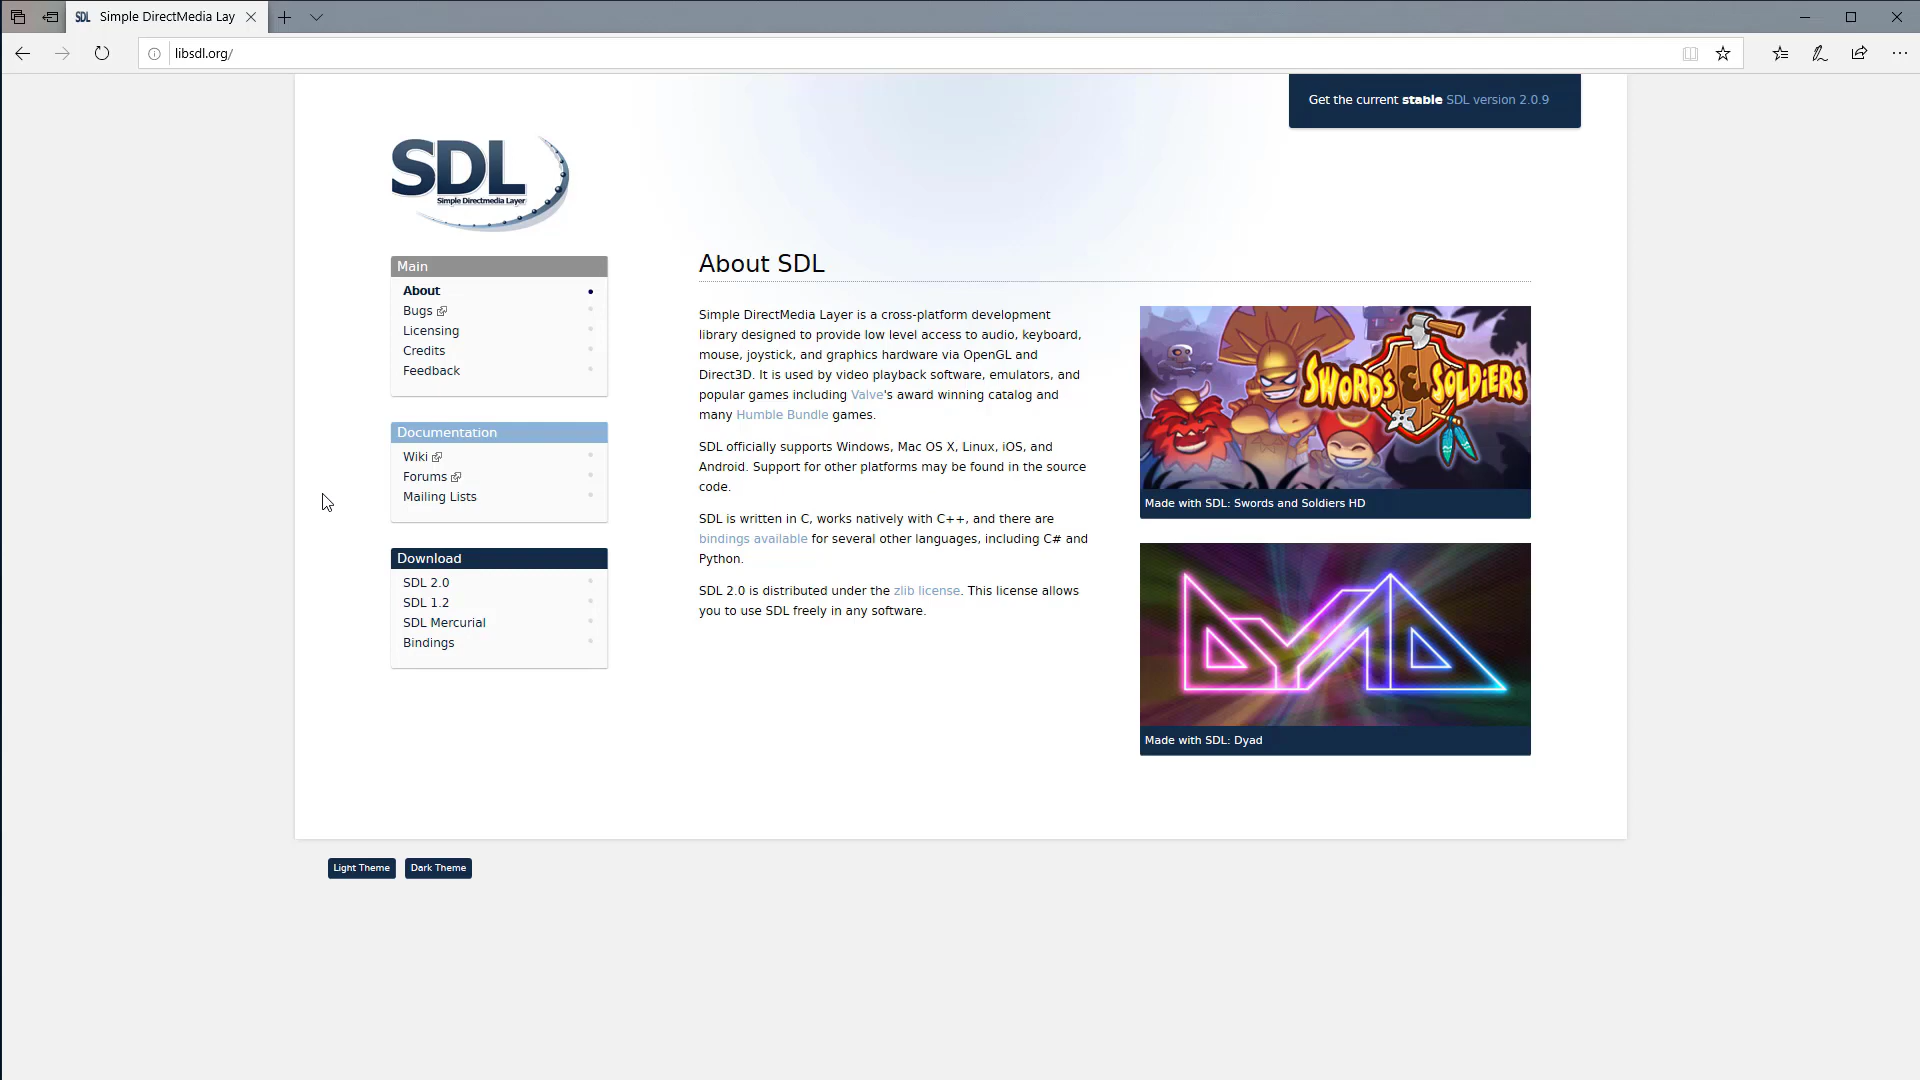 SDL Simple DirectMedia Lay
libsdl.org/
Get the current stable SDL version 2.0.9
SDL
Simple Directmedia Layer
Main
About
Bugs
Licensing
Credits
Feedback
Documentation
Wiki
Forums
Mailing Lists
Download
SDL 2.0
SDL 1.2
SDL Mercurial
Bindings
About SDL
Simple DirectMedia Layer is a cross-platform development
library designed to provide low level access to audio, keyboard,
mouse, joystick, and graphics hardware via OpenGL and
Direct3D. It is used by video playback software, emulators, and
popular games including Valve's award winning catalog and
many Humble Bundle games.
SDL officially supports Windows, Mac OS X, Linux, iOS, and
Android. Support for other platforms may be found in the source
code.
SDL is written in C, works natively with C++, and there are
bindings available for several other languages, including C# and
Python.
SDL 2.0 is distributed under the zlib license. This license allows
you to use SDL freely in any software.
SWORDS & SOLDIERS
Made with SDL: Swords and Soldiers HD
DYAD
Made with SDL: Dyad
Light Theme
Dark Theme